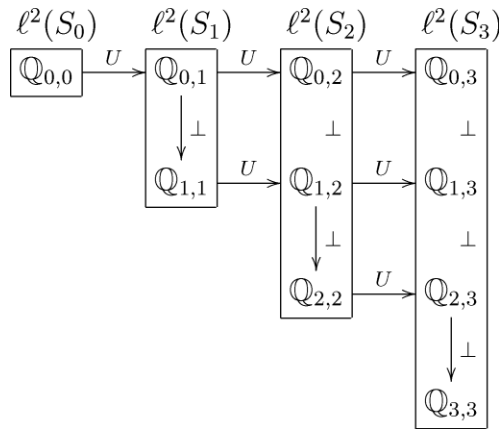 ℓ²(S₀) ℓ²(S₁) ℓ²(S₂) ℓ²(S₃)
ℚ₀,₀ U ℚ₀,₁ U ℚ₀,₂ U ℚ₀,₃
⊥ ⊥ ⊥
ℚ₁,₁ U ℚ₁,₂ U ℚ₁,₃
⊥ ⊥
ℚ₂,₂ U ℚ₂,₃
⊥
ℚ₃,₃